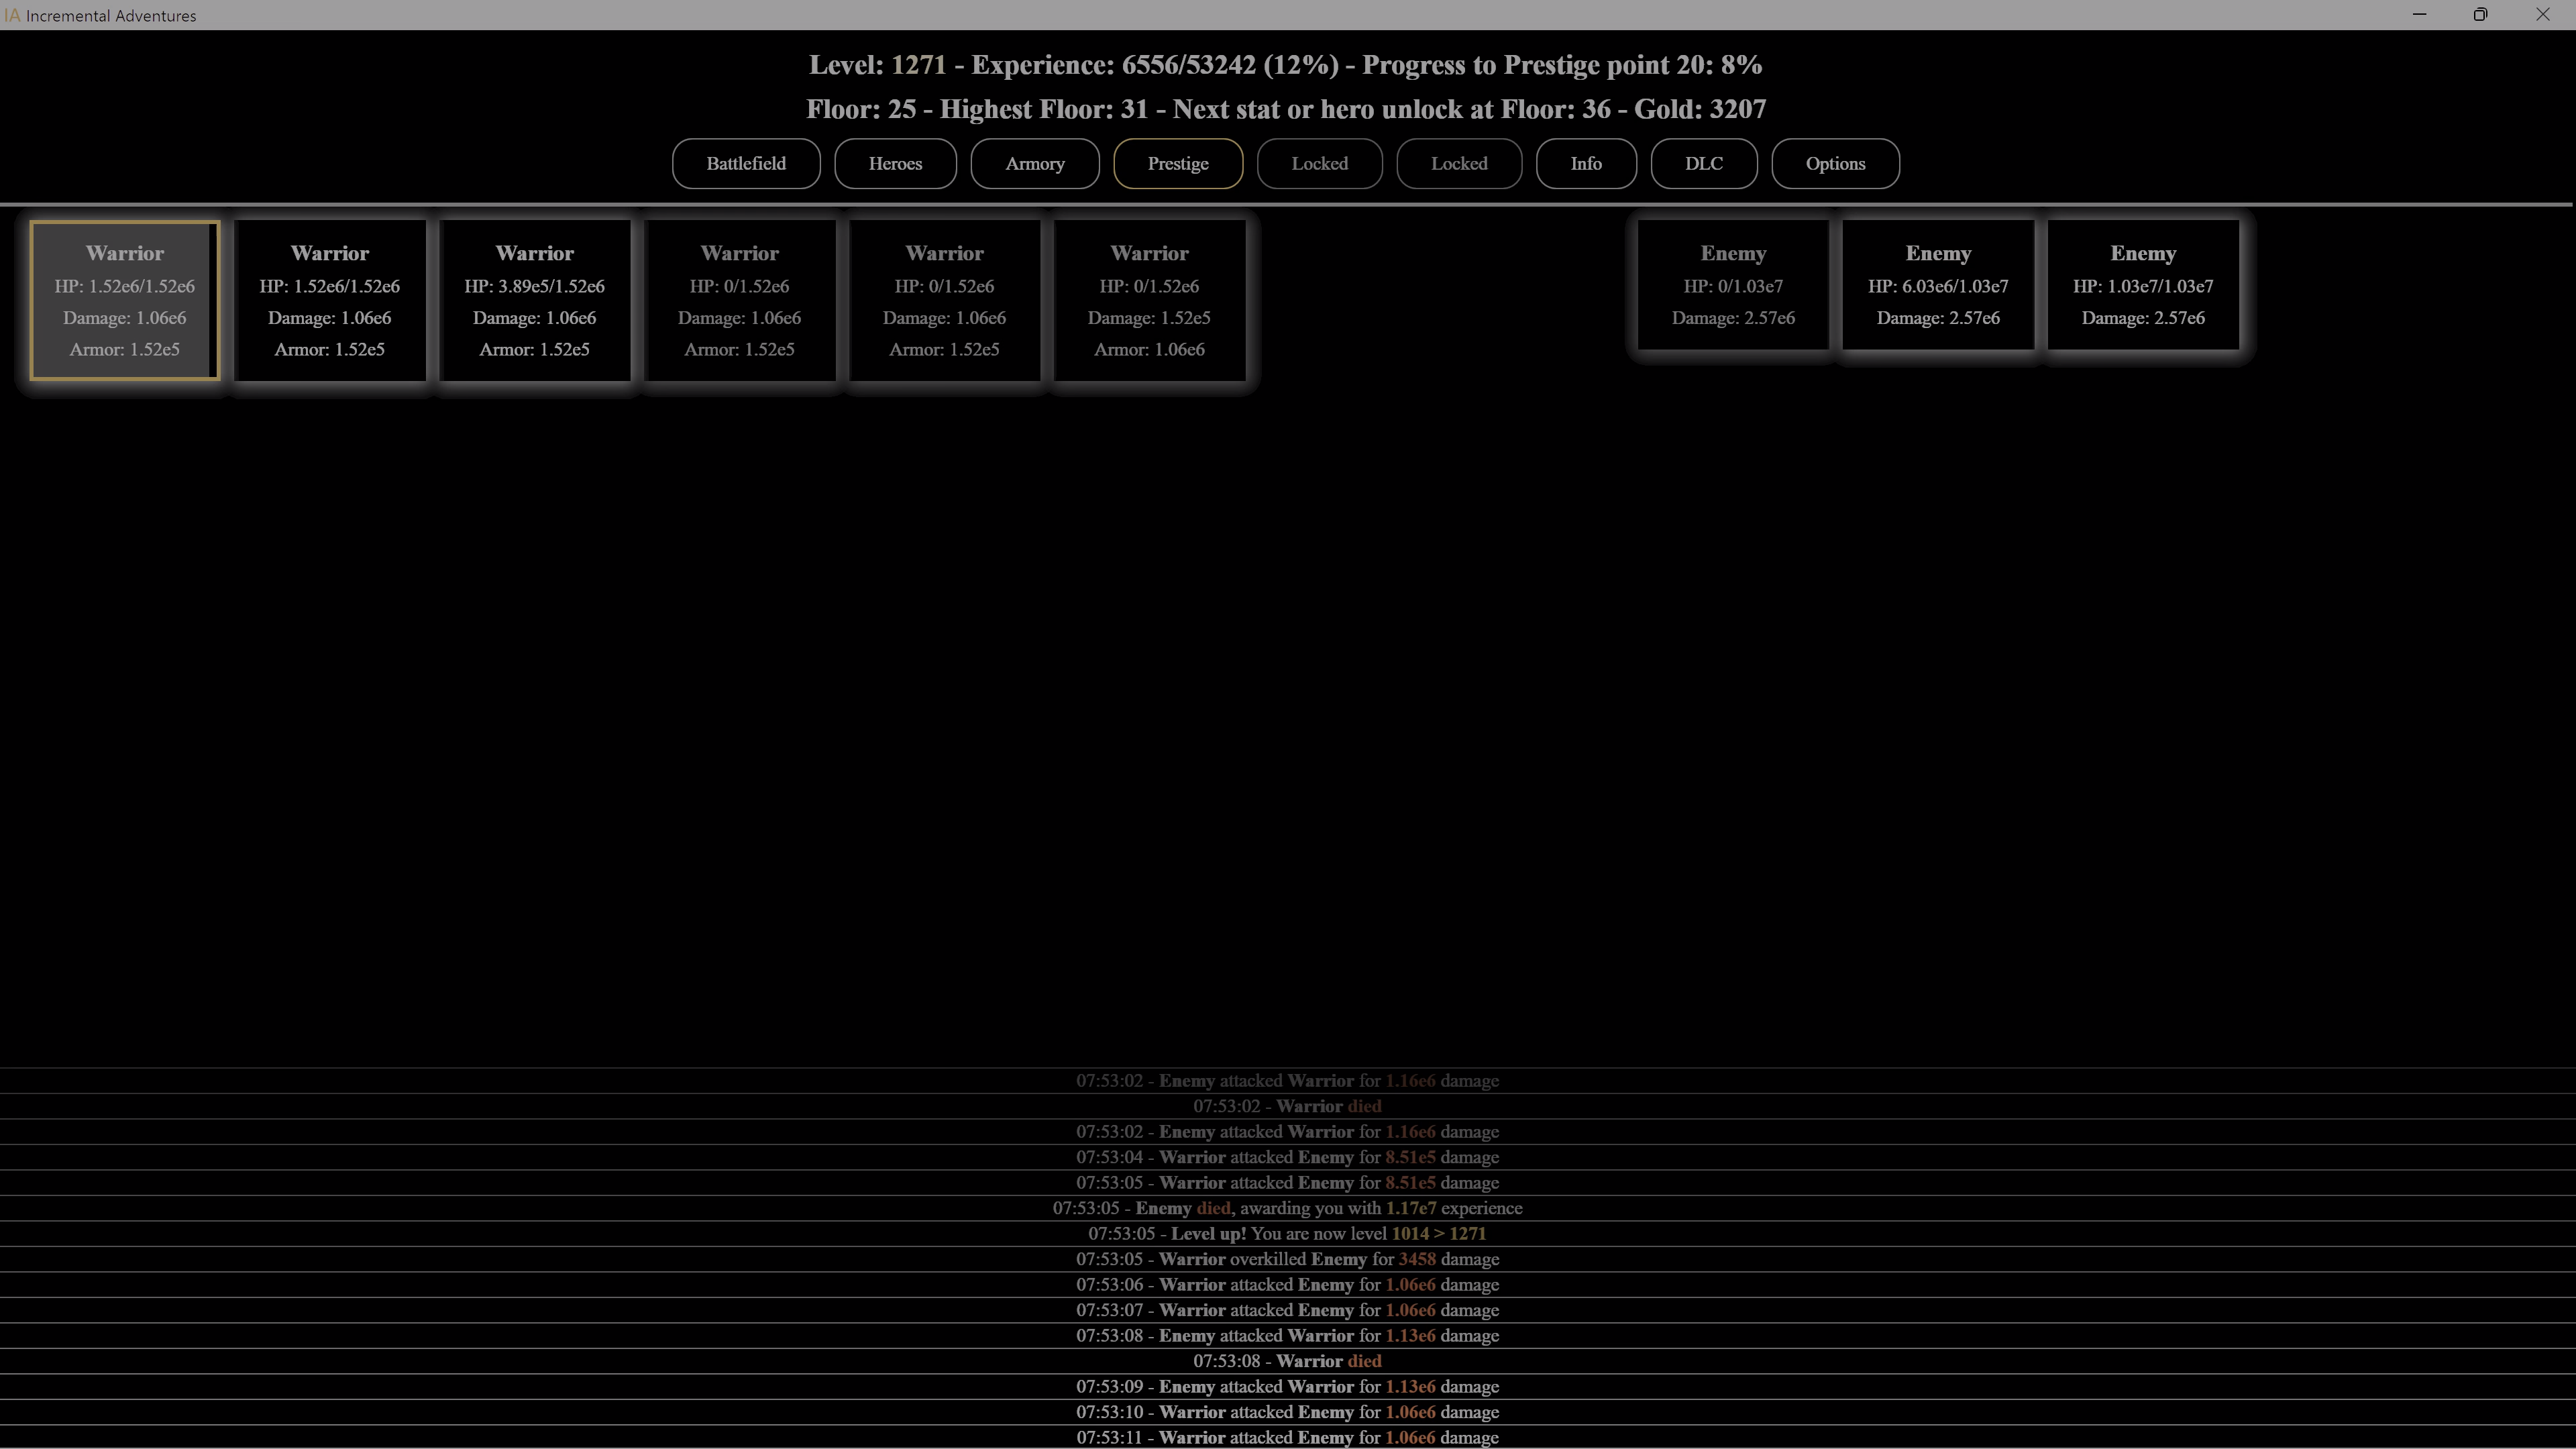 IA Incremental Adventures
Level: 1271 - Experience: 6556/53242 (12%) - Progress to Prestige point 20: 8%
Floor: 25 - Highest Floor: 31 - Next stat or hero unlock at Floor: 36 - Gold: 3207
Battlefield Heroes Armory Prestige Locked Locked Info DLC Options
Warrior
HP: 1.52e6/1.52e6
Damage: 1.06e6
Armor: 1.52e5
Warrior
HP: 1.52e6/1.52e6
Damage: 1.06e6
Armor: 1.52e5
Warrior
HP: 3.89e5/1.52e6
Damage: 1.06e6
Armor: 1.52e5
Warrior
HP: 0/1.52e6
Damage: 1.06e6
Armor: 1.52e5
Warrior
HP: 0/1.52e6
Damage: 1.06e6
Armor: 1.52e5
Warrior
HP: 0/1.52e6
Damage: 1.52e5
Armor: 1.06e6
Enemy
HP: 0/1.03e7
Damage: 2.57e6
Enemy
HP: 6.03e6/1.03e7
Damage: 2.57e6
Enemy
HP: 1.03e7/1.03e7
Damage: 2.57e6
07:53:02 - Enemy attacked Warrior for 1.16e6 damage
07:53:02 - Warrior died
07:53:02 - Enemy attacked Warrior for 1.16e6 damage
07:53:04 - Warrior attacked Enemy for 8.51e5 damage
07:53:05 - Warrior attacked Enemy for 8.51e5 damage
07:53:05 - Enemy died, awarding you with 1.17e7 experience
07:53:05 - Level up! You are now level 1014 > 1271
07:53:05 - Warrior overkilled Enemy for 3458 damage
07:53:06 - Warrior attacked Enemy for 1.06e6 damage
07:53:07 - Warrior attacked Enemy for 1.06e6 damage
07:53:08 - Enemy attacked Warrior for 1.13e6 damage
07:53:08 - Warrior died
07:53:09 - Enemy attacked Warrior for 1.13e6 damage
07:53:10 - Warrior attacked Enemy for 1.06e6 damage
07:53:11 - Warrior attacked Enemy for 1.06e6 damage